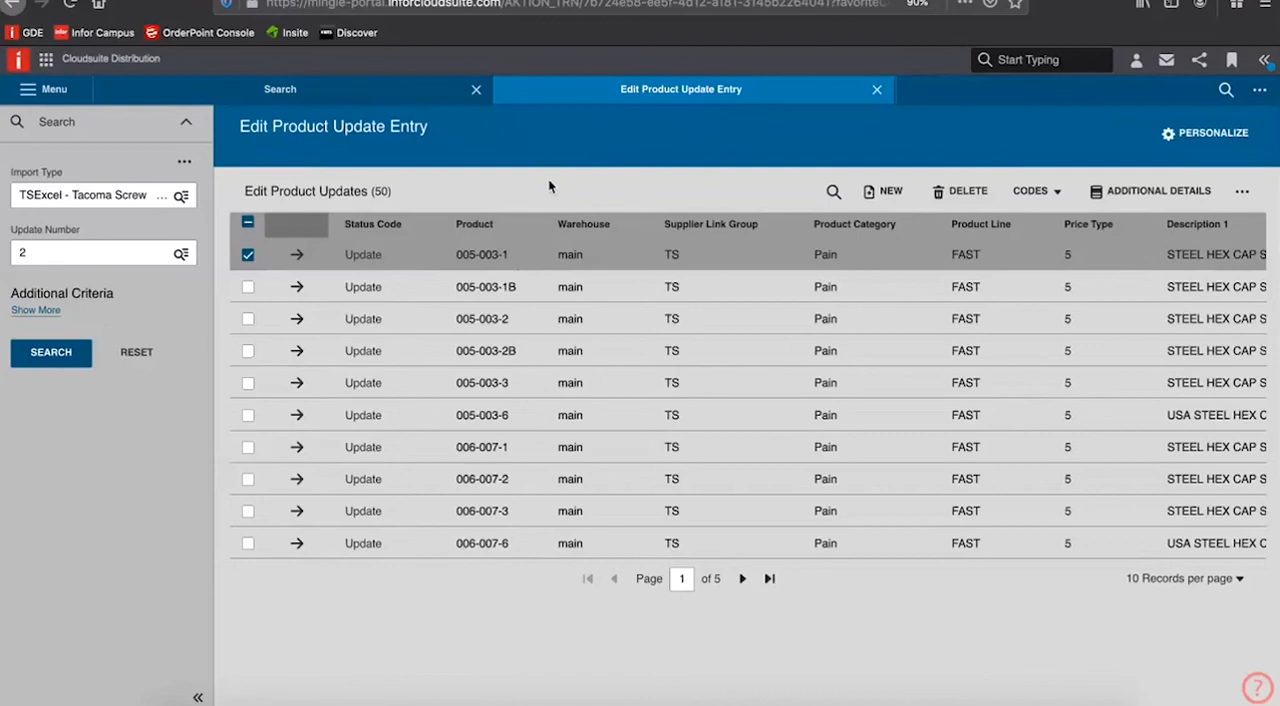 90%
GDE Infor Campus OrderPoint Console Insite Discover
Cloudsuite Distribution
Start Typing
Menu
Search
Edit Product Update Entry
Search
Edit Product Update Entry
PERSONALIZE
Import Type
TSExcel - Tacoma Screw ...
Update Number
2
Additional Criteria
Show More
SEARCH RESET
Edit Product Updates (50)
NEW DELETE CODES ADDITIONAL DETAILS
Status Code Product Warehouse Supplier Link Group Product Category Product Line Price Type Description 1
Update 005-003-1 main TS Pain FAST 5 STEEL HEX CAP S
Update 005-003-1B main TS Pain FAST 5 STEEL HEX CAP S
Update 005-003-2 main TS Pain FAST 5 STEEL HEX CAP S
Update 005-003-2B main TS Pain FAST 5 STEEL HEX CAP S
Update 005-003-3 main TS Pain FAST 5 STEEL HEX CAP S
Update 005-003-6 main TS Pain FAST 5 USA STEEL HEX C
Update 006-007-1 main TS Pain FAST 5 STEEL HEX CAP S
Update 006-007-2 main TS Pain FAST 5 STEEL HEX CAP S
Update 006-007-3 main TS Pain FAST 5 STEEL HEX CAP S
Update 006-007-6 main TS Pain FAST 5 USA STEEL HEX C
Page 1 of 5
10 Records per page
?